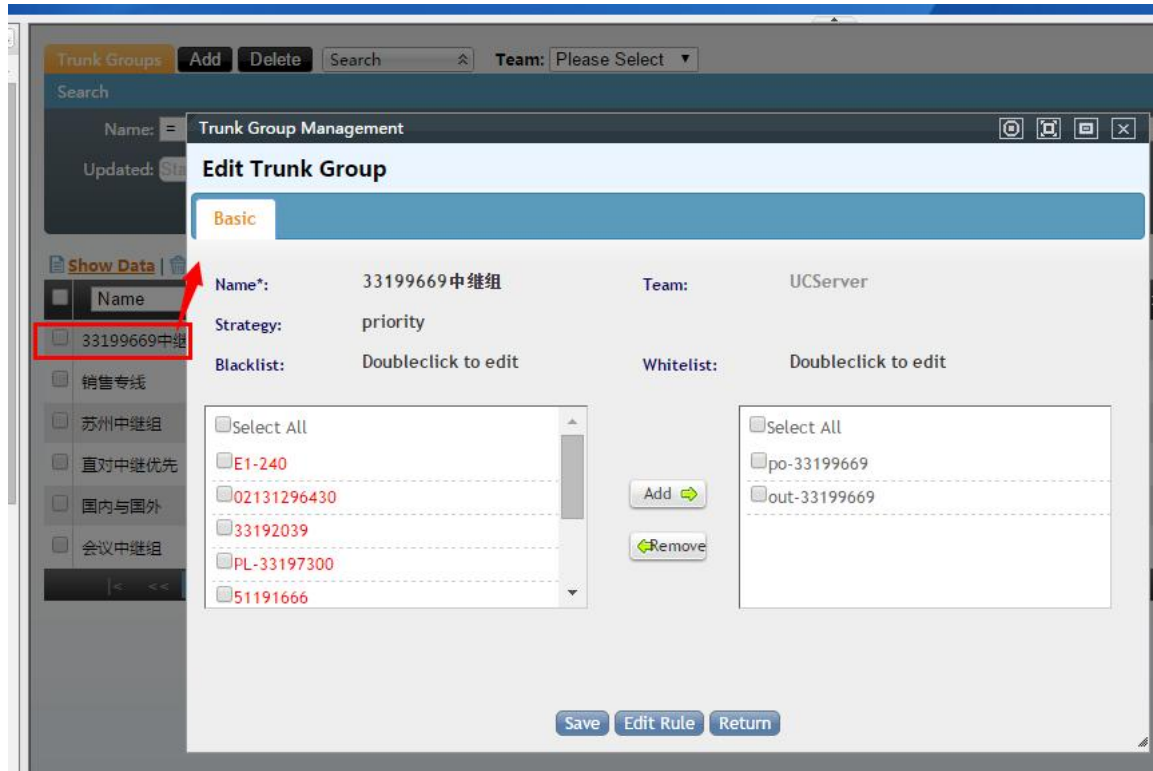 Trunk Groups Add Delete Search Team: Please Select
Search
Name: =
Trunk Group Management
Updated: Sta
Edit Trunk Group
Basic
Show Data |
Name
Name*: 33199669中继组 Team: UCServer
Strategy: priority
33199669中继
Blacklist: Doubleclick to edit Whitelist: Doubleclick to edit
销售专线
苏州中继组
直对中继优先
国内与国外
会议中继组
|< <<
Select All
E1-240
02131296430
33192039
PL-33197300
51191666
Add
Remove
Select All
po-33199669
out-33199669
Save Edit Rule Return